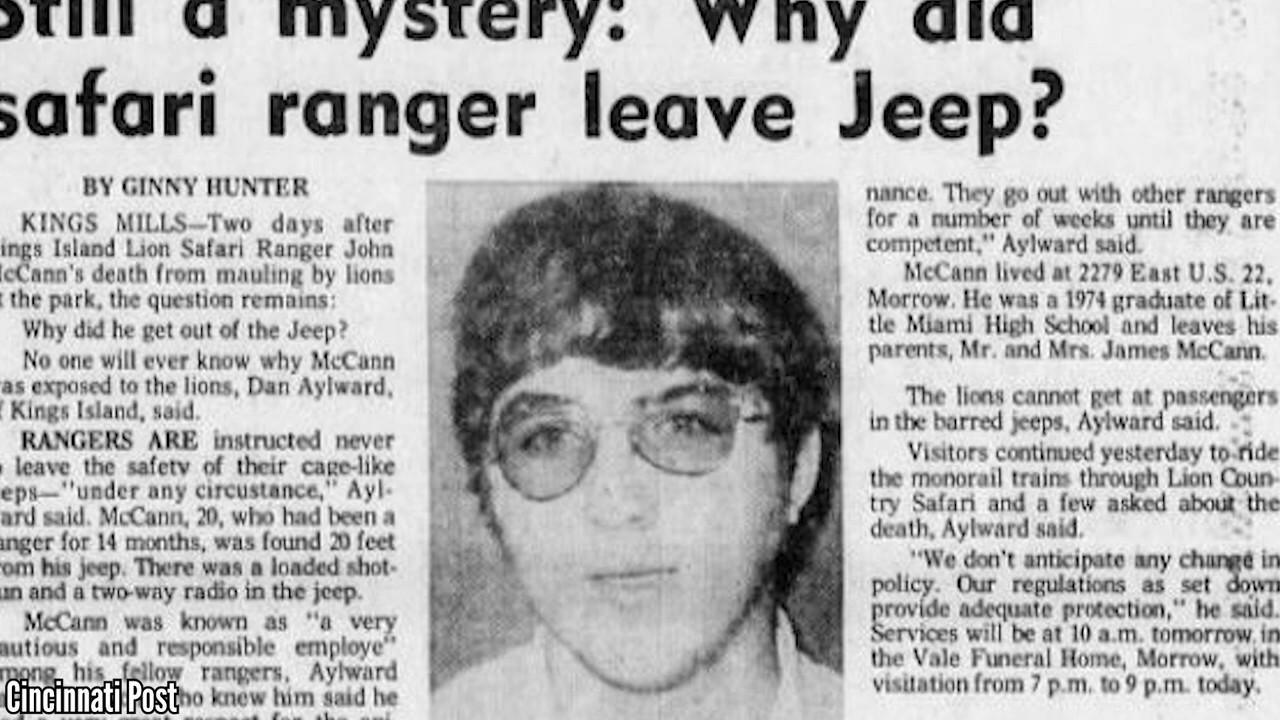 Still a mystery: Why did
safari ranger leave Jeep?
BY GINNY HUNTER
KINGS MILLS—Two days after
ings Island Lion Safari Ranger John
cCann's death from mauling by lions
t the park, the question remains:
Why did he get out of the Jeep?
No one will ever know why McCann
as exposed to the lions, Dan Aylward,
f Kings Island, said.
RANGERS ARE instructed never
o leave the safety of their cage-like
eeps—"under any circustance," Ayl-
ard said. McCann, 20, who had been a
anger for 14 months, was found 20 feet
rom his jeep. There was a loaded shot-
un and a two-way radio in the jeep.
McCann was known as "a very
autious and responsible employe"
mong his fellow rangers, Aylward
ho knew him said he
nance. They go out with other rangers
for a number of weeks until they are
competent," Aylward said.
McCann lived at 2279 East U.S. 22,
Morrow. He was a 1974 graduate of Lit-
tle Miami High School and leaves his
parents, Mr. and Mrs. James McCann.
The lions cannot get at passengers
in the barred jeeps, Aylward said.
Visitors continued yesterday to ride
the monorail trains through Lion Coun-
try Safari and a few asked about the
death, Aylward said.
"We don't anticipate any change in
policy. Our regulations as set down
provide adequate protection," he said.
Services will be at 10 a.m. tomorrow in
the Vale Funeral Home, Morrow, with
visitation from 7 p.m. to 9 p.m. today.
Cincinnati Post